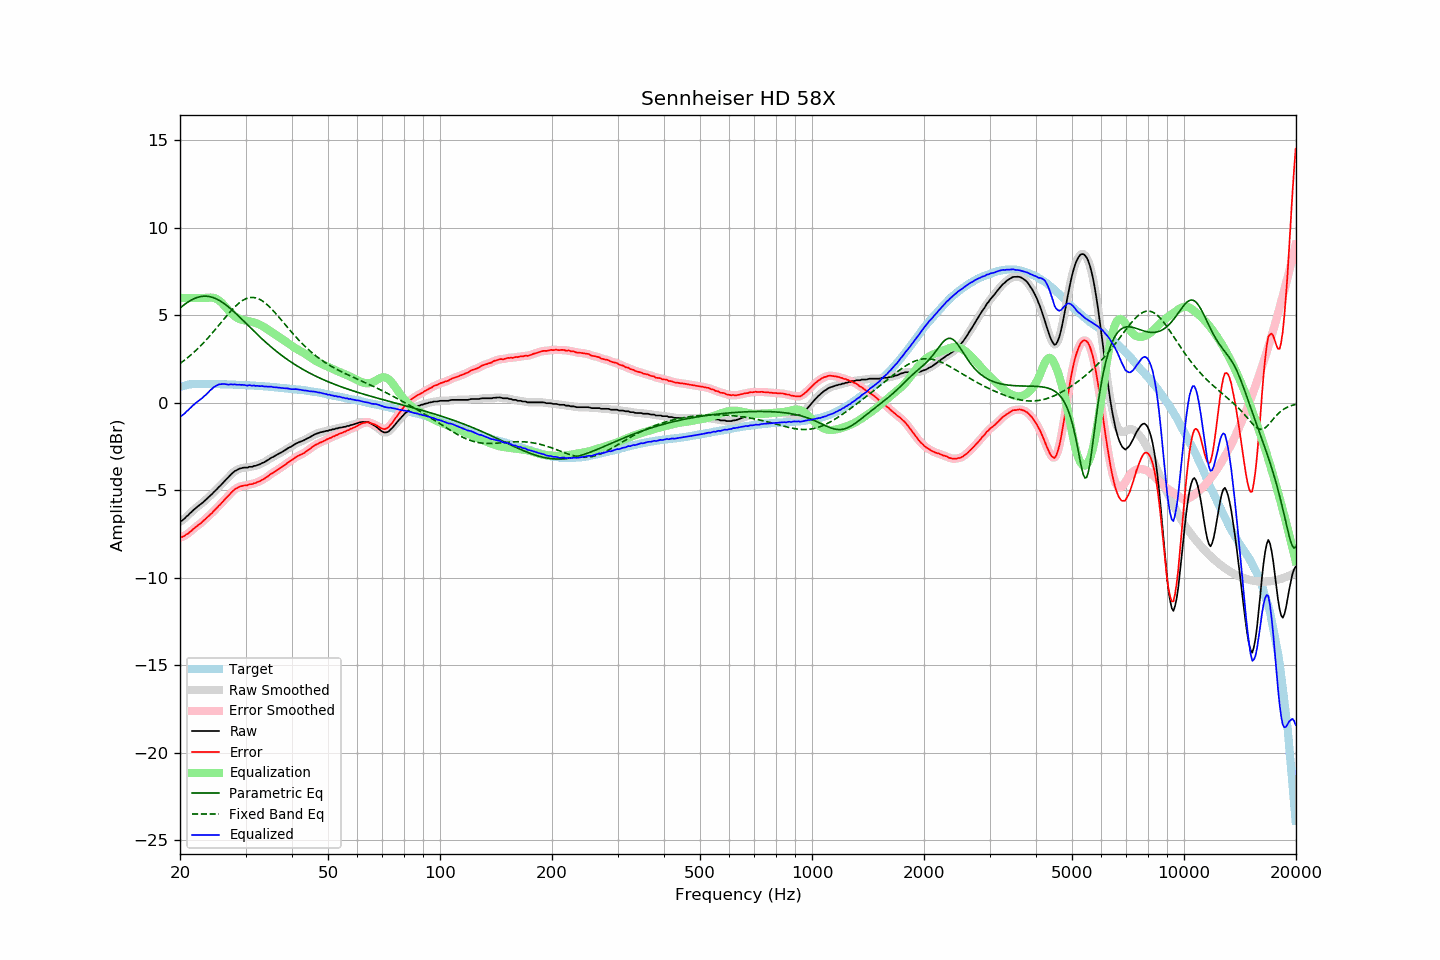 Sennheiser HD 58X
15
10
5
0
−5
−10
−15
−20
−25
Amplitude (dBr)
Target
Raw Smoothed
Error Smoothed
Raw
Error
Equalization
Parametric Eq
Fixed Band Eq
Equalized
20 50 100 200 500 1000 2000 5000 10000 20000
Frequency (Hz)